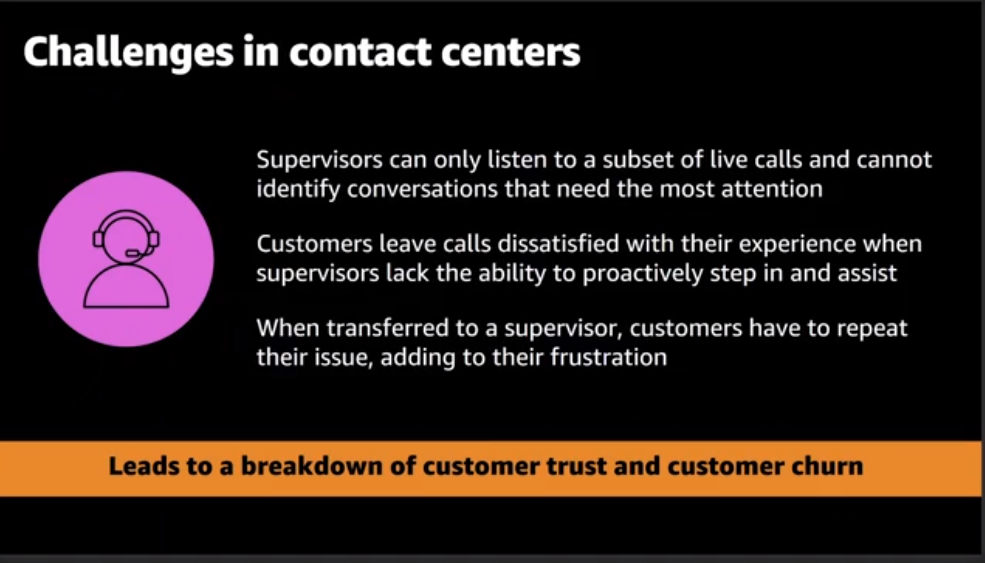 Challenges in contact centers
Supervisors can only listen to a subset of live calls and cannot
identify conversations that need the most attention
Customers leave calls dissatisfied with their experience when
supervisors lack the ability to proactively step in and assist
When transferred to a supervisor, customers have to repeat
their issue, adding to their frustration
Leads to a breakdown of customer trust and customer churn